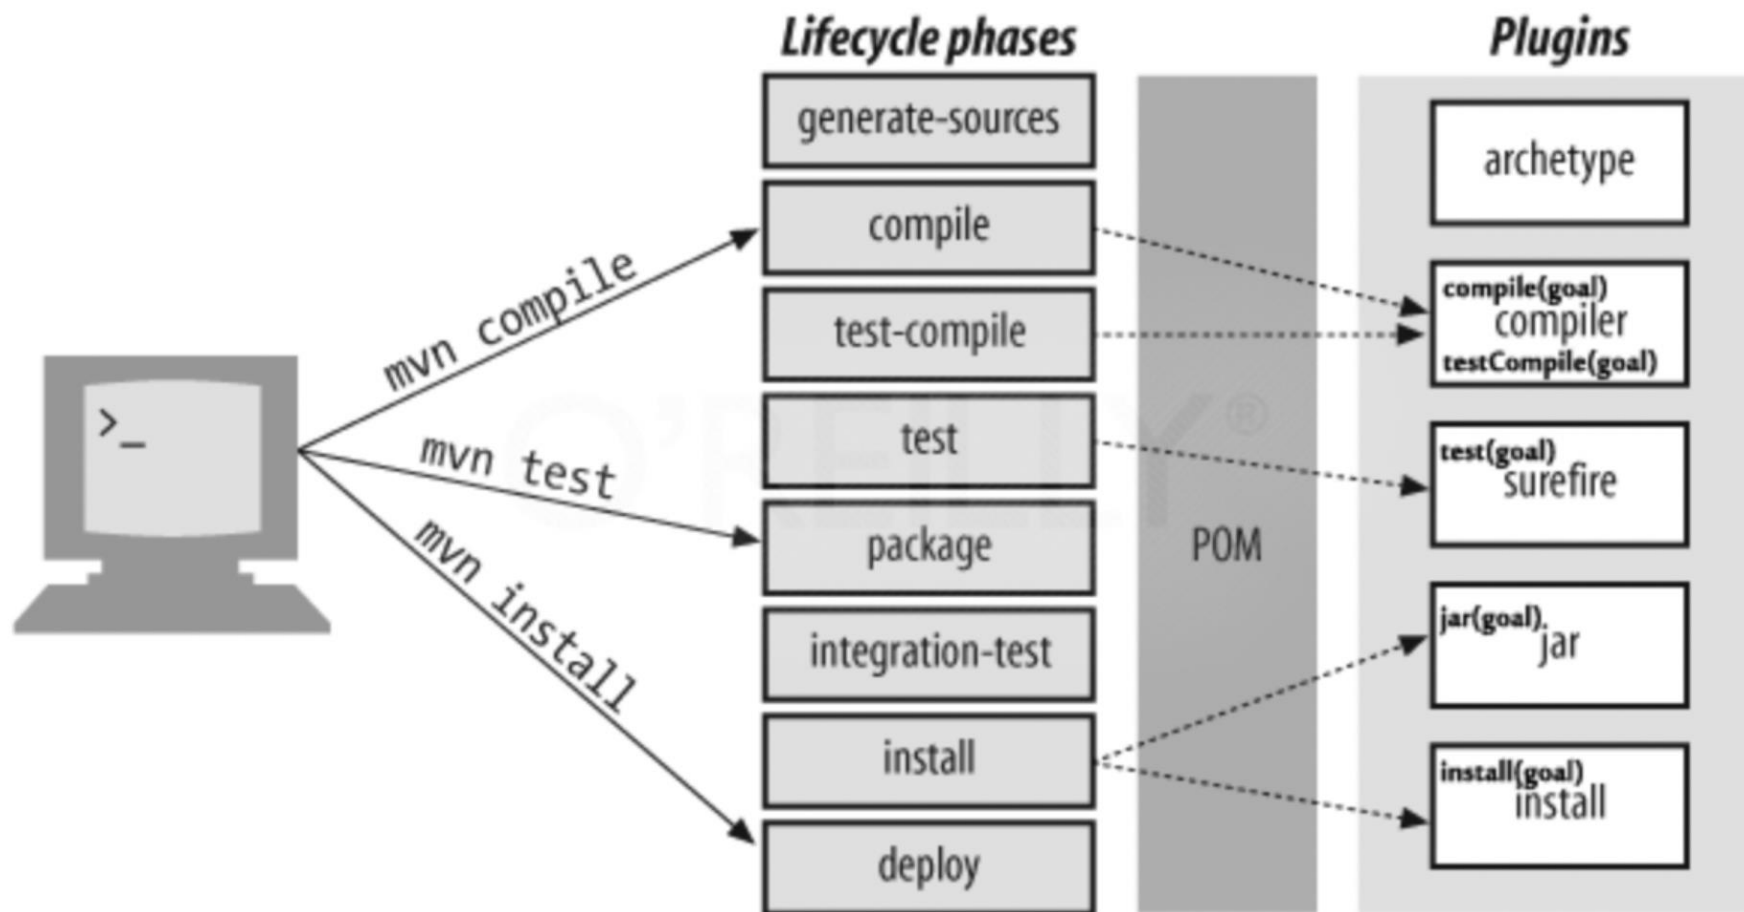 Lifecycle phases
Plugins
generate-sources
archetype
compile
mvn compile
compile(goal)
compiler
testCompile(goal)
test-compile
>_
O'REILLY®
test
mvn test
test(goal)
surefire
package
POM
mvn install
integration-test
jar(goal)
jar
install
install(goal)
install
deploy